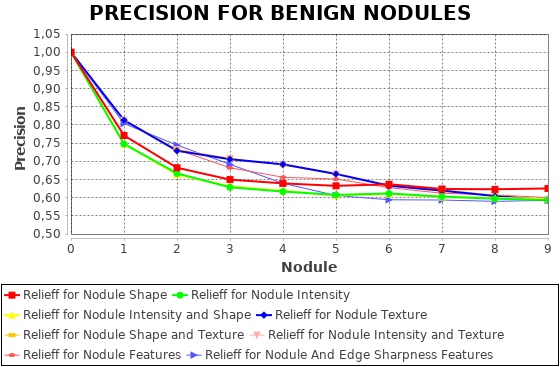 PRECISION FOR BENIGN NODULES
1,05
1,00
0,95
0,90
0,85
0,80
0,75
0,70
0,65
0,60
0,55
0,50
Precision
0 1 2 3 4 5 6 7 8 9
Nodule
Relieff for Nodule Shape Relieff for Nodule Intensity
Relieff for Nodule Intensity and Shape Relieff for Nodule Texture
Relieff for Nodule Shape and Texture Relieff for Nodule Intensity and Texture
Relieff for Nodule Features Relieff for Nodule And Edge Sharpness Features